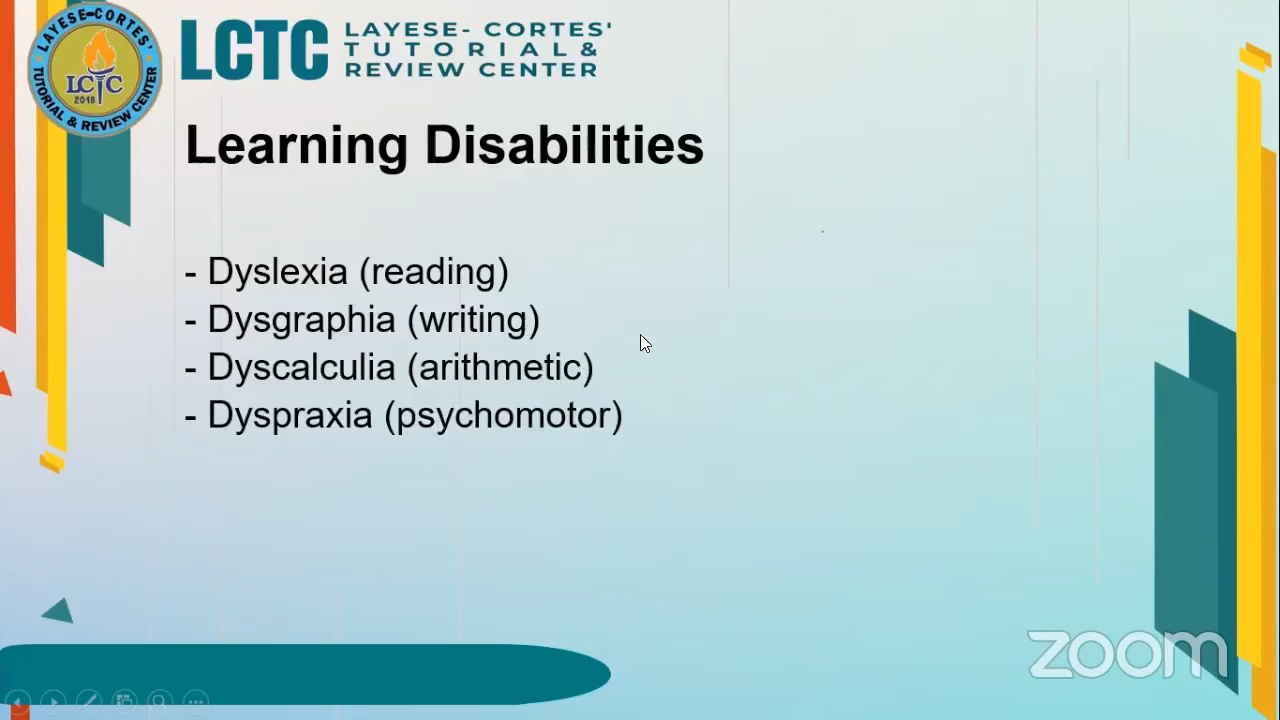 LAYESE-CORTES'
LCTC
2018
TUTORIAL & REVIEW CENTER
LCTC
LAYESE- CORTES'
TUTORIAL &
REVIEW CENTER
Learning Disabilities
- Dyslexia (reading)
- Dysgraphia (writing)
- Dyscalculia (arithmetic)
- Dyspraxia (psychomotor)
zoom